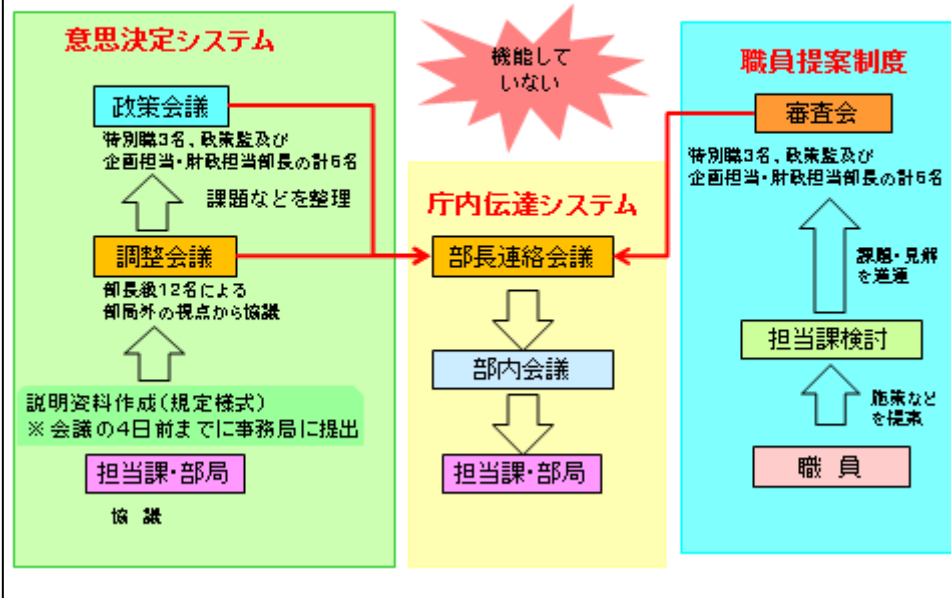 意思決定システム
政策会議
特別職3名、政策監及び
企画担当・財政担当部長の計6名
課題などを整理
調整会議
部長級12名による
部局外の視点から協議
説明資料作成(規定様式)
※会議の4日前までに事務局に提出
担当課・部局
協 議
機能して
いない
庁内伝達システム
部長連絡会議
部内会議
担当課・部局
職員提案制度
審査会
特別職3名、政策監及び
企画担当・財政担当部長の計6名
課題・見解
を進達
担当課検討
施策など
を提案
職 員